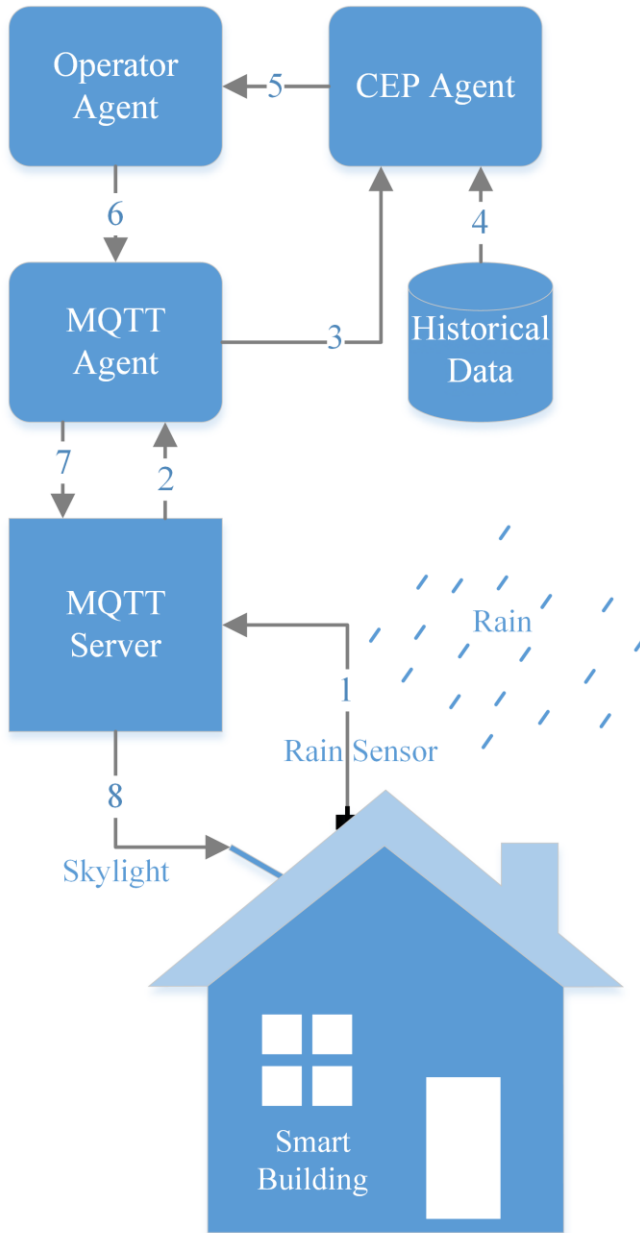 Operator
Agent
5
CEP Agent
6
4
MQTT
Agent
3
Historical
Data
7
2
MQTT
Server
Rain
1
Rain Sensor
8
Skylight
Smart
Building